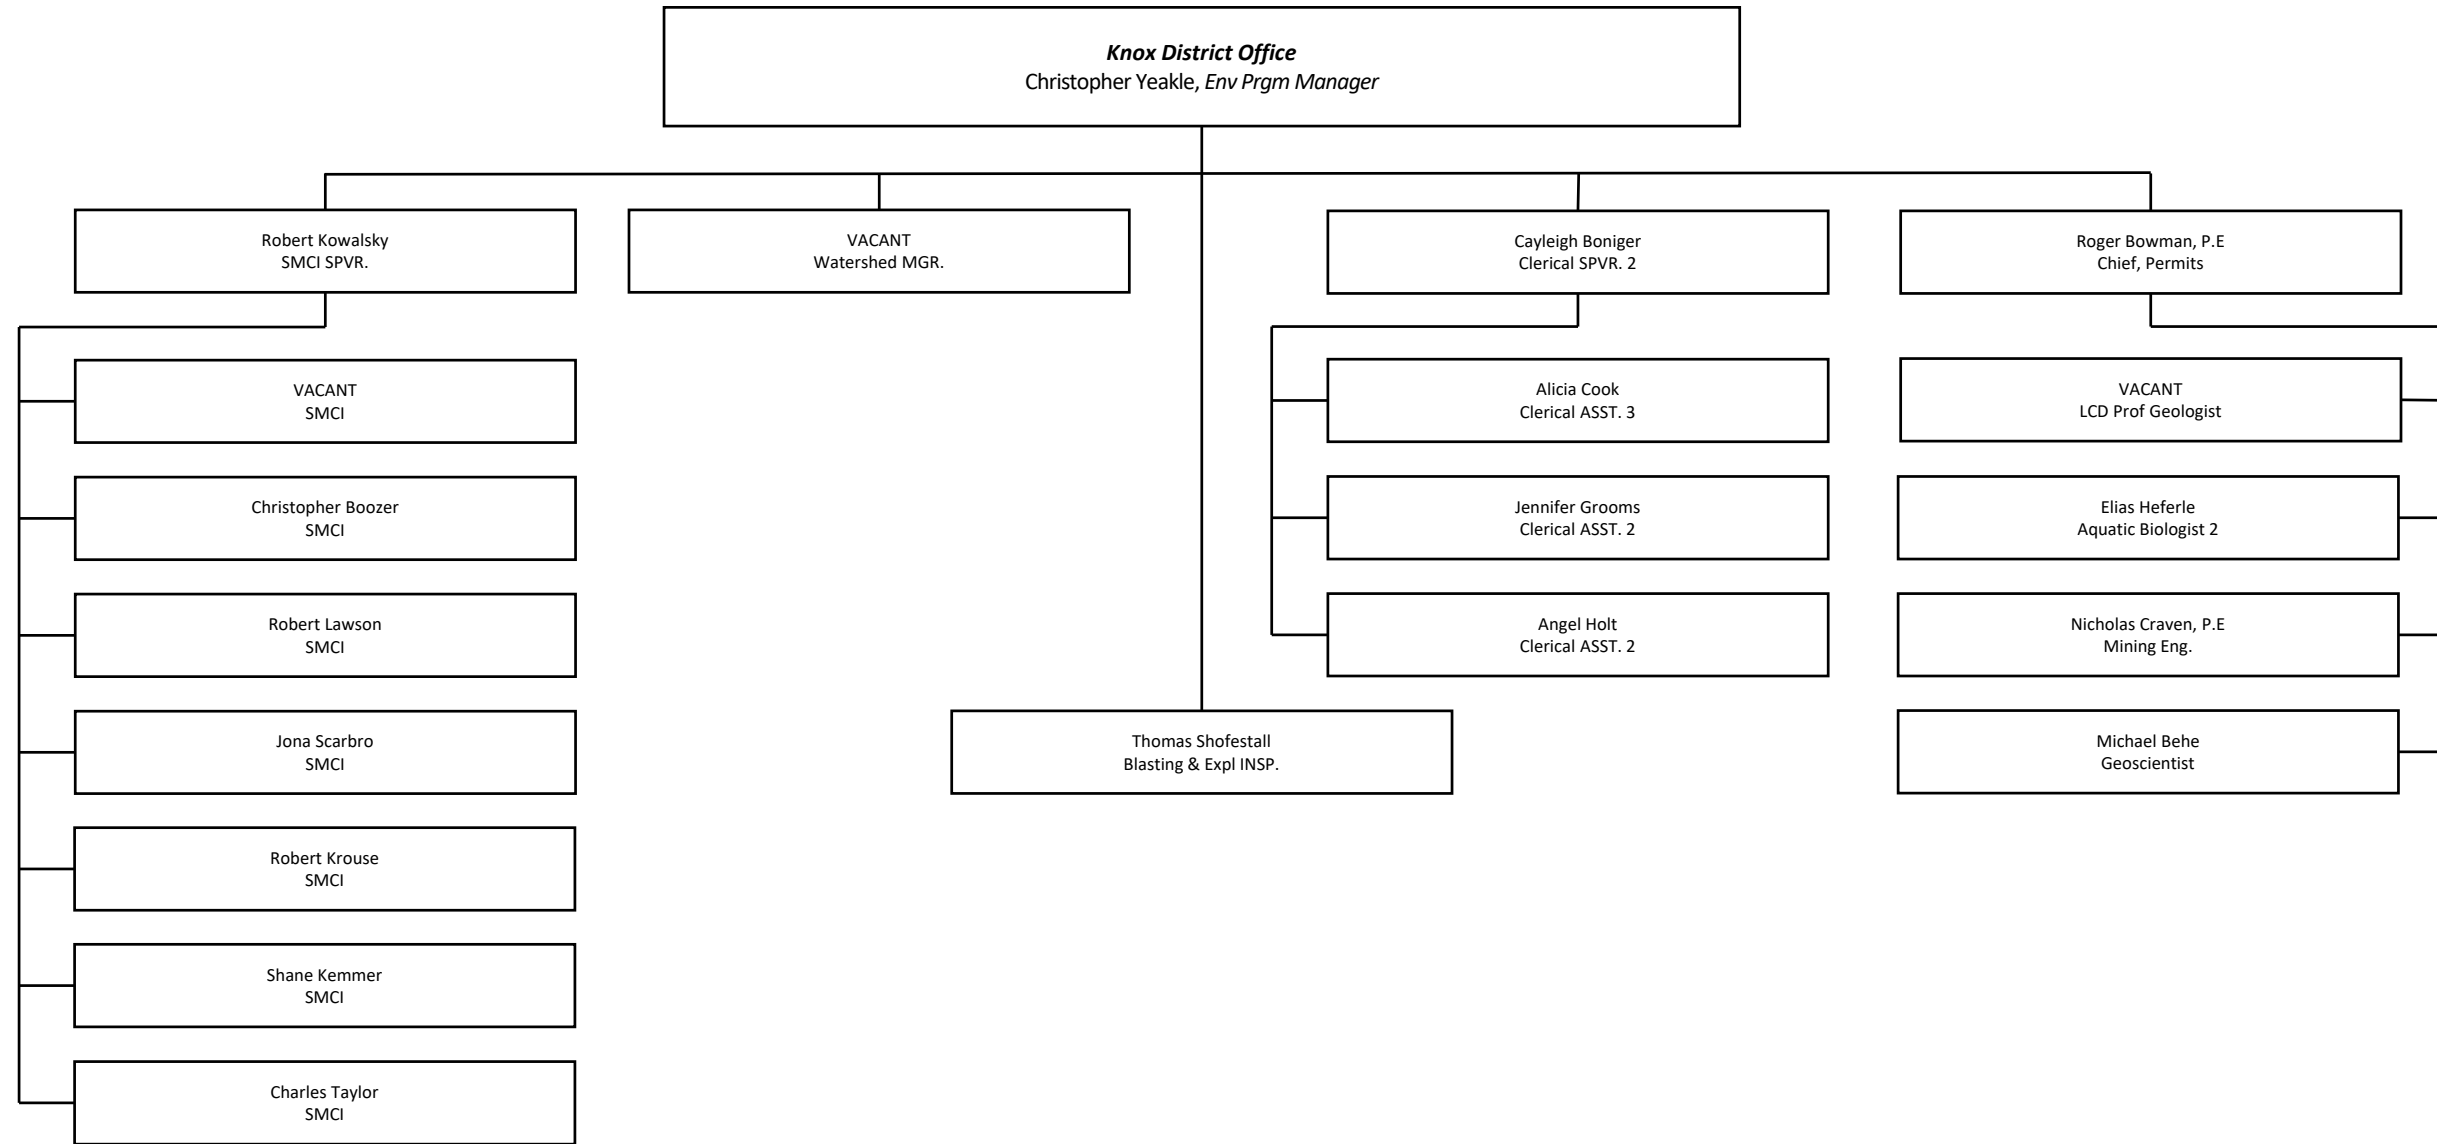 Knox District Office
Christopher Yeakle, Env Prgm Manager
Robert Kowalsky
SMCI SPVR.
VACANT
Watershed MGR.
Cayleigh Boniger
Clerical SPVR. 2
Roger Bowman, P.E
Chief, Permits
VACANT
SMCI
Christopher Boozer
SMCI
Robert Lawson
SMCI
Jona Scarbro
SMCI
Robert Krouse
SMCI
Shane Kemmer
SMCI
Charles Taylor
SMCI
Thomas Shofestall
Blasting & Expl INSP.
Alicia Cook
Clerical ASST. 3
Jennifer Grooms
Clerical ASST. 2
Angel Holt
Clerical ASST. 2
VACANT
LCD Prof Geologist
Elias Heferle
Aquatic Biologist 2
Nicholas Craven, P.E
Mining Eng.
Michael Behe
Geoscientist